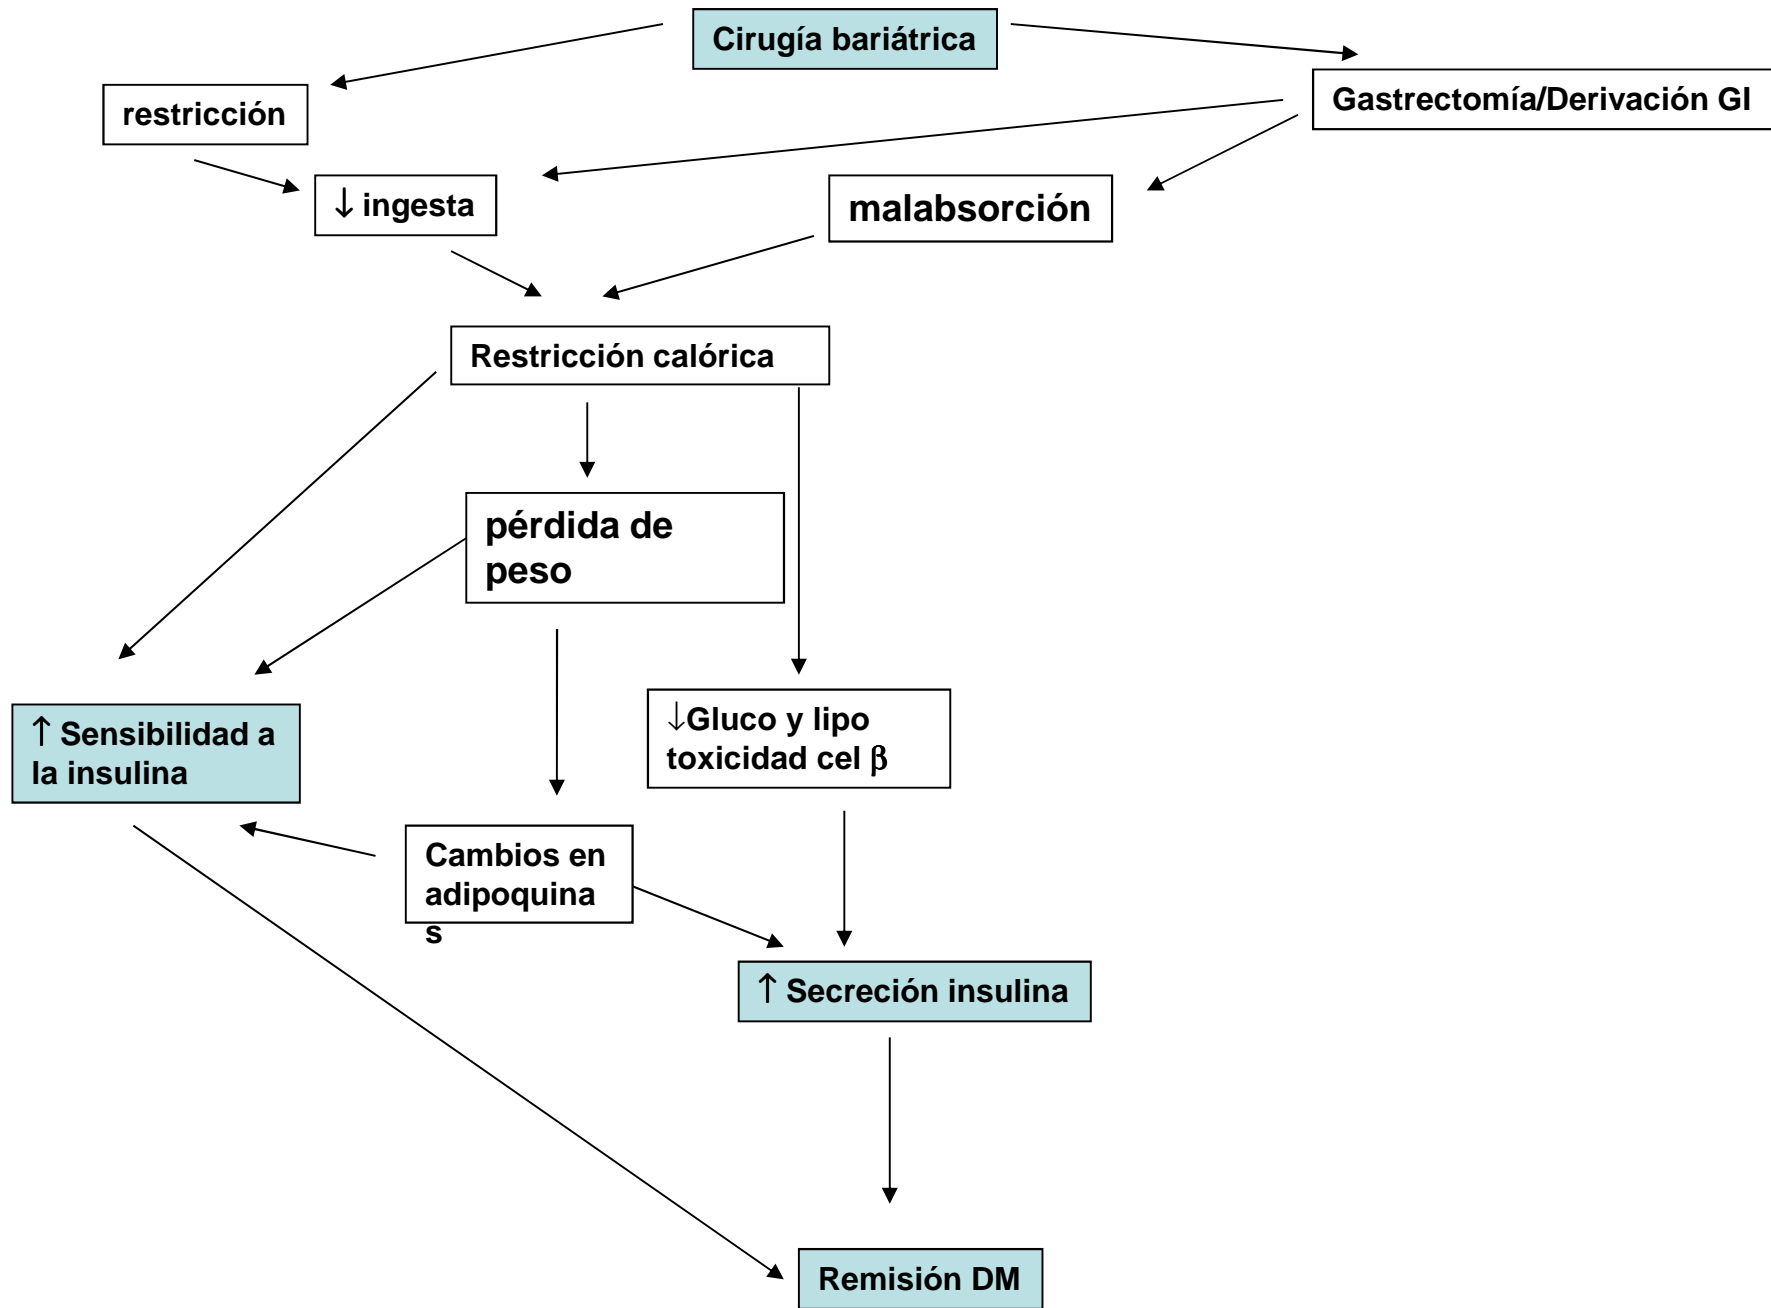 Cirugía bariátrica
restricción
Gastrectomía/Derivación GI
↓ ingesta
malabsorción
Restricción calórica
pérdida de
peso
↑ Sensibilidad a
la insulina
↓Gluco y lipo
toxicidad cel β
Cambios en
adipoquina
s
↑ Secreción insulina
Remisión DM